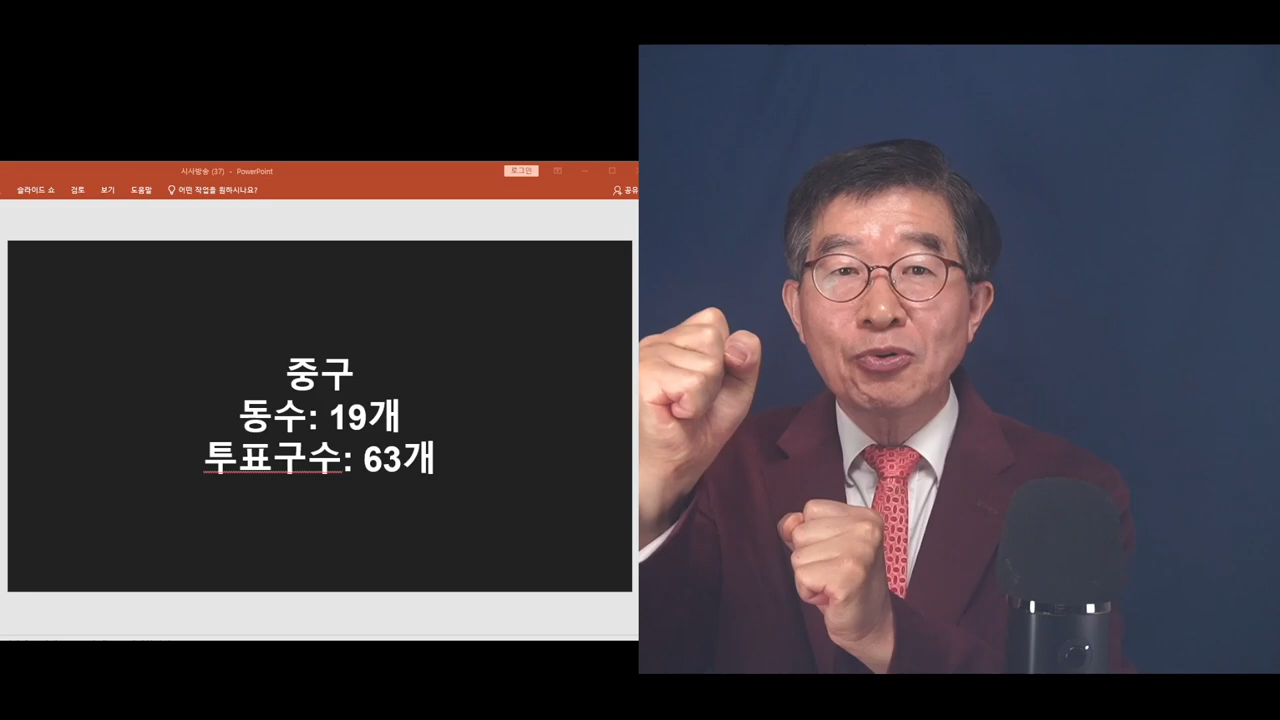 시사방송 (37) - PowerPoint
로그인
슬라이드 쇼 검토 보기 도움말 어떤 작업을 원하시나요?
공유
중구
동수: 19개
투표구수: 63개